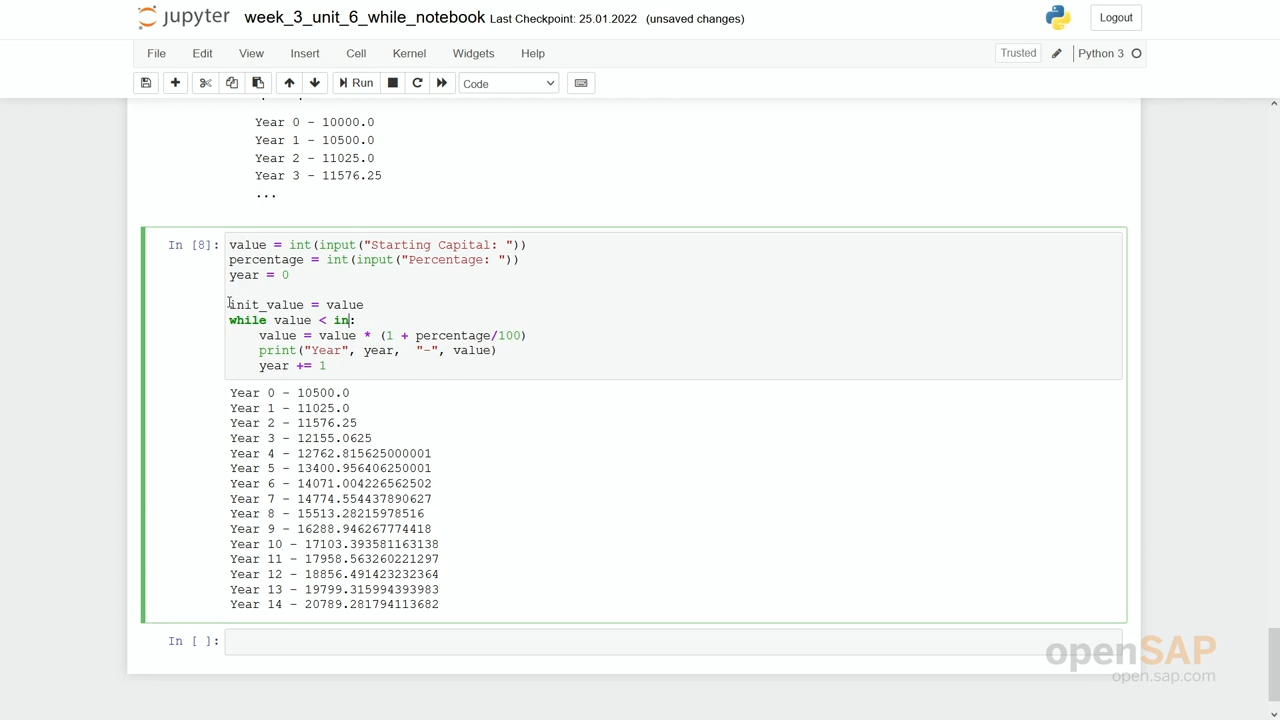 jupyter week_3_unit_6_while_notebook Last Checkpoint: 25.01.2022 (unsaved changes) Logout
File Edit View Insert Cell Kernel Widgets Help Trusted Python 3
Run Code
Year 0 - 10000.0
Year 1 - 10500.0
Year 2 - 11025.0
Year 3 - 11576.25
...
In [8]: value = int(input("Starting Capital: "))
percentage = int(input("Percentage: "))
year = 0
init_value = value
while value < in:
value = value * (1 + percentage/100)
print("Year", year, "-", value)
year += 1
Year 0 - 10500.0
Year 1 - 11025.0
Year 2 - 11576.25
Year 3 - 12155.0625
Year 4 - 12762.815625000001
Year 5 - 13400.956406250001
Year 6 - 14071.004226562502
Year 7 - 14774.554437890627
Year 8 - 15513.28215978516
Year 9 - 16288.946267774418
Year 10 - 17103.393581163138
Year 11 - 17958.563260221297
Year 12 - 18856.491423232364
Year 13 - 19799.315994393983
Year 14 - 20789.281794113682
In [ ]:
openSAP
open.sap.com